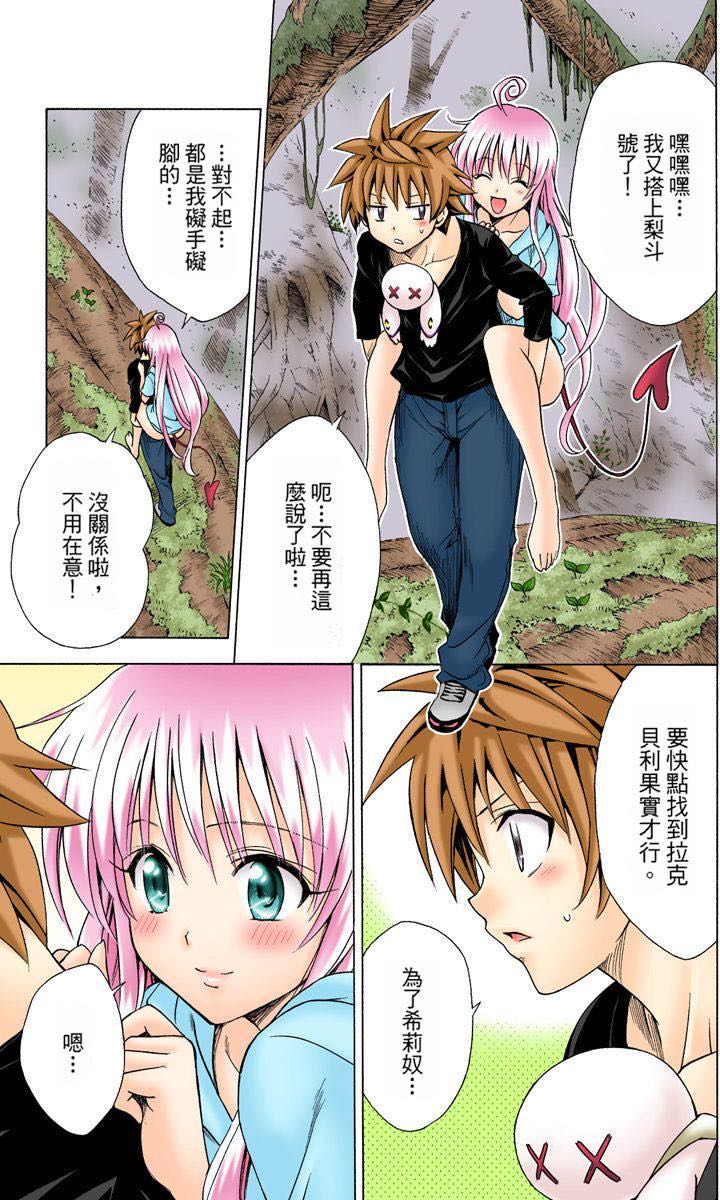 嘿嘿嘿…
我又搭上梨斗
號了！
呃…不要再這
麼說了啦…
…對不起…
都是我礙手礙
腳的…
沒關係啦，
不用在意！
要快點找到拉克
貝利果實才行。
為了希莉奴…
嗯…